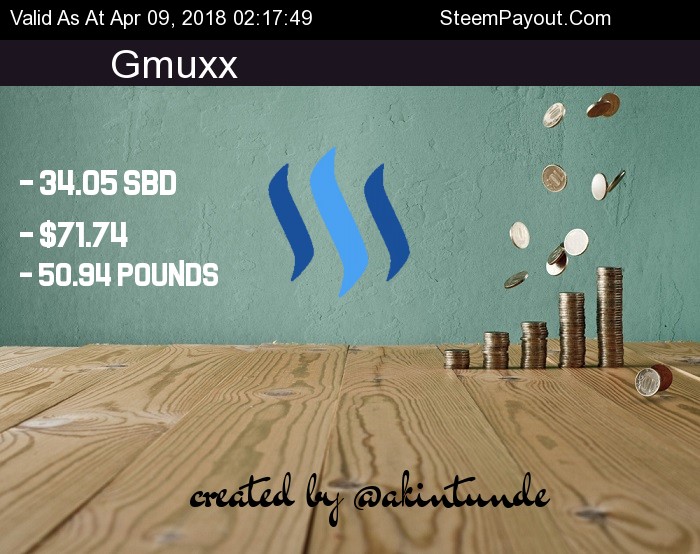 Valid As At Apr 09, 2018 02:17:49 SteemPayout.Com
Gmuxx
- 34.05 SBD
- $71.74
- 50.94 POUNDS
created by @akintunde